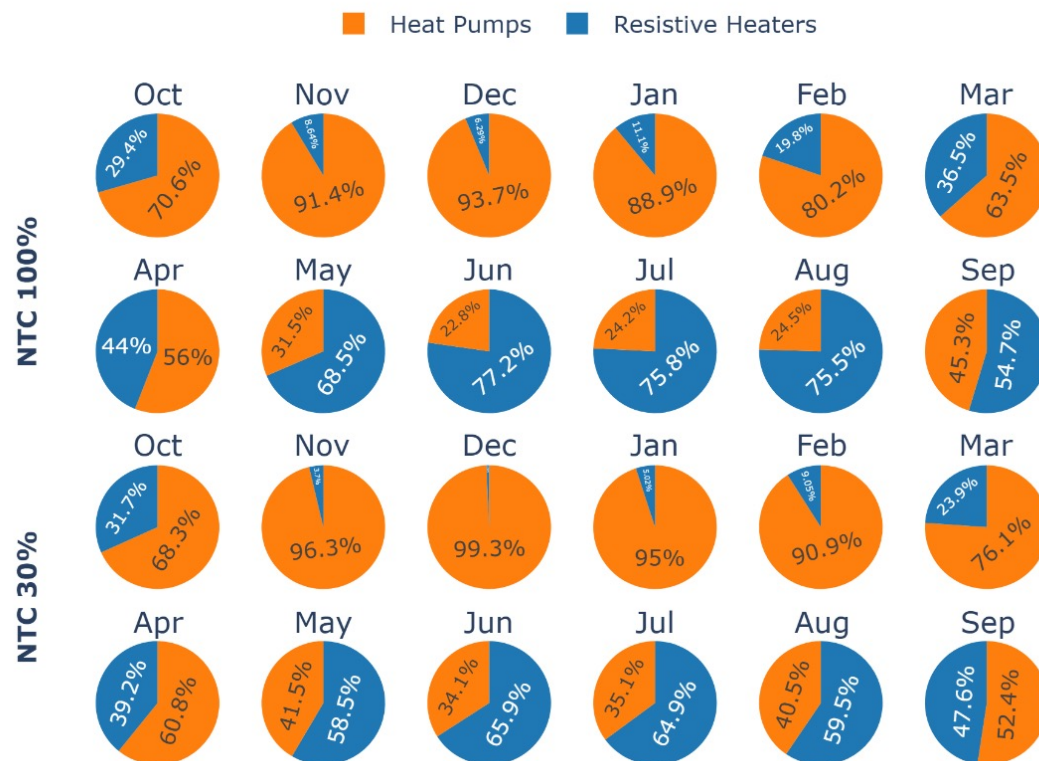 Heat Pumps Resistive Heaters
NTC 100%
Oct Nov Dec Jan Feb Mar
29.4% 70.6% 8.64% 91.4% 6.29% 93.7% 11.1% 88.9% 19.8% 80.2% 36.5% 63.5%
Apr May Jun Jul Aug Sep
44% 56% 31.5% 68.5% 22.8% 77.2% 24.2% 75.8% 24.5% 75.5% 45.3% 54.7%
NTC 30%
Oct Nov Dec Jan Feb Mar
31.7% 68.3% 3.7% 96.3% 99.3% 5.02% 95% 9.05% 90.9% 23.9% 76.1%
Apr May Jun Jul Aug Sep
39.2% 60.8% 41.5% 58.5% 34.1% 65.9% 35.1% 64.9% 40.5% 59.5% 47.6% 52.4%